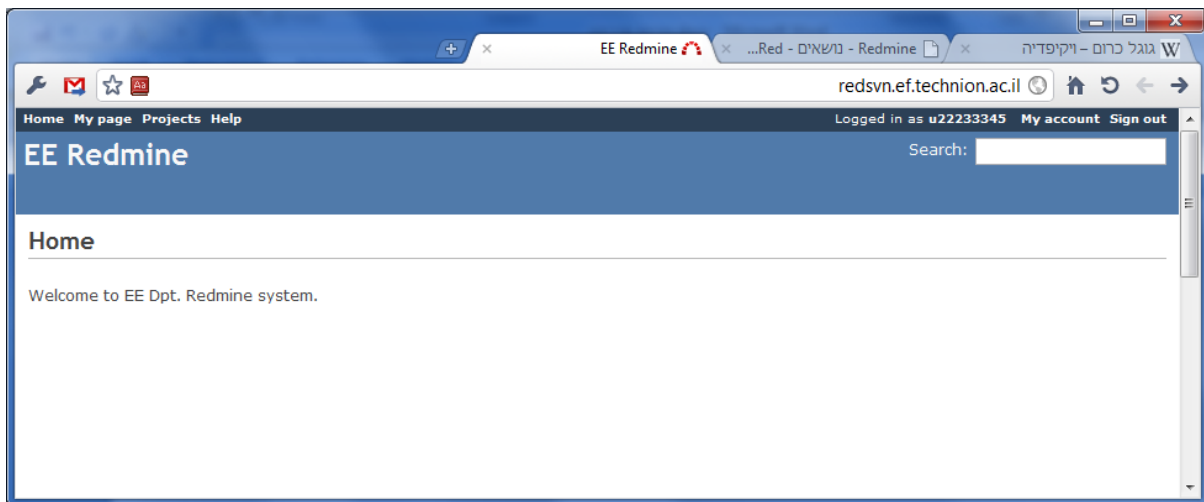 גוגל כרום – ויקיפדיה
Redmine - נושאים - Red...
EE Redmine
redsvn.ef.technion.ac.il
Home My page Projects Help
Logged in as u22233345 My account Sign out
EE Redmine
Search:
Home
Welcome to EE Dpt. Redmine system.